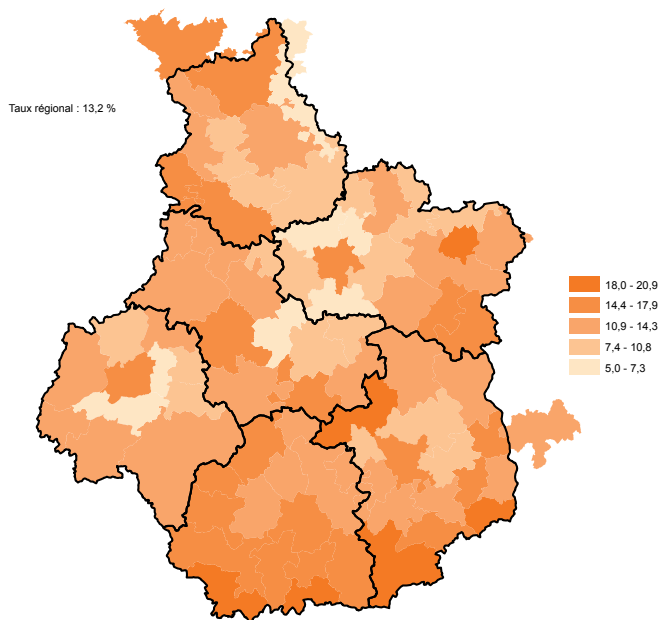 Taux régional : 13,2 %
18,0 - 20,9
14,4 - 17,9
10,9 - 14,3
7,4 - 10,8
5,0 - 7,3